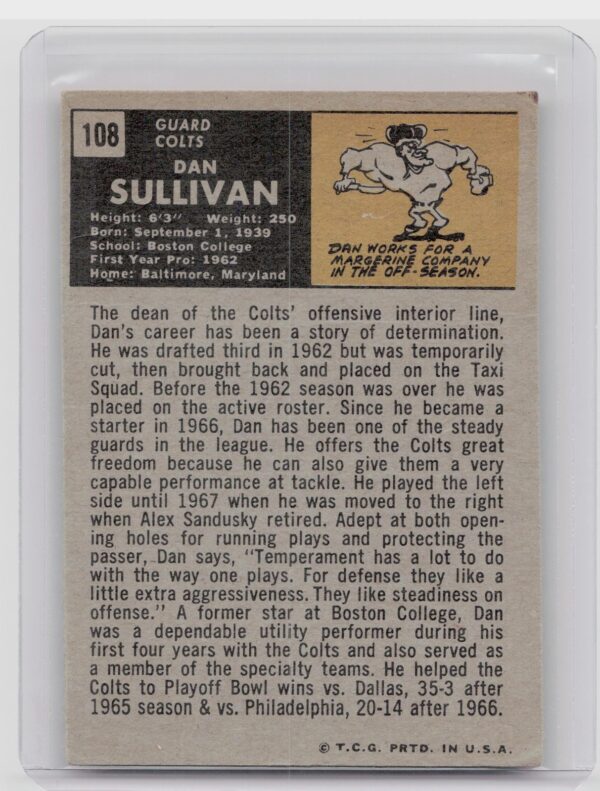 108
GUARD
COLTS
DAN
SULLIVAN
Height: 6'3" Weight: 250
Born: September 1, 1939
School: Boston College
First Year Pro: 1962
Home: Baltimore, Maryland
DAN WORKS FOR A
MARGERINE COMPANY
IN THE OFF-SEASON.
The dean of the Colts' offensive interior line,
Dan's career has been a story of determination.
He was drafted third in 1962 but was temporarily
cut, then brought back and placed on the Taxi
Squad. Before the 1962 season was over he was
placed on the active roster. Since he became a
starter in 1966, Dan has been one of the steady
guards in the league. He offers the Colts great
freedom because he can also give them a very
capable performance at tackle. He played the left
side until 1967 when he was moved to the right
when Alex Sandusky retired. Adept at both open-
ing holes for running plays and protecting the
passer, Dan says, "Temperament has a lot to do
with the way one plays. For defense they like a
little extra aggressiveness. They like steadiness on
offense." A former star at Boston College, Dan
was a dependable utility performer during his
first four years with the Colts and also served as
a member of the specialty teams. He helped the
Colts to Playoff Bowl wins vs. Dallas, 35-3 after
1965 season & vs. Philadelphia, 20-14 after 1966.
© T.C.G. PRTD. IN U.S.A.